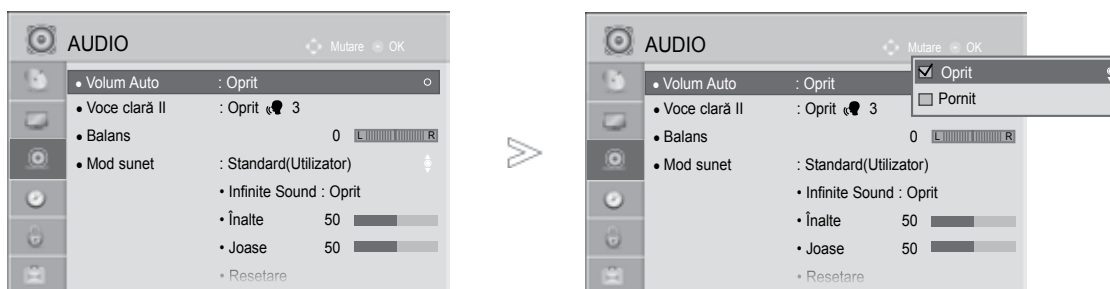 AUDIO
Mutare OK
• Volum Auto : Oprit
• Voce clară II : Oprit 3
• Balans 0 L R
• Mod sunet : Standard(Utilizator)
• Infinite Sound : Oprit
• Înalte 50
• Joase 50
• Resetare
AUDIO
Mutare OK
• Volum Auto : Oprit
Oprit
Pornit
• Voce clară II : Oprit 3
• Balans 0 L R
• Mod sunet : Standard(Utilizator)
• Infinite Sound : Oprit
• Înalte 50
• Joase 50
• Resetare